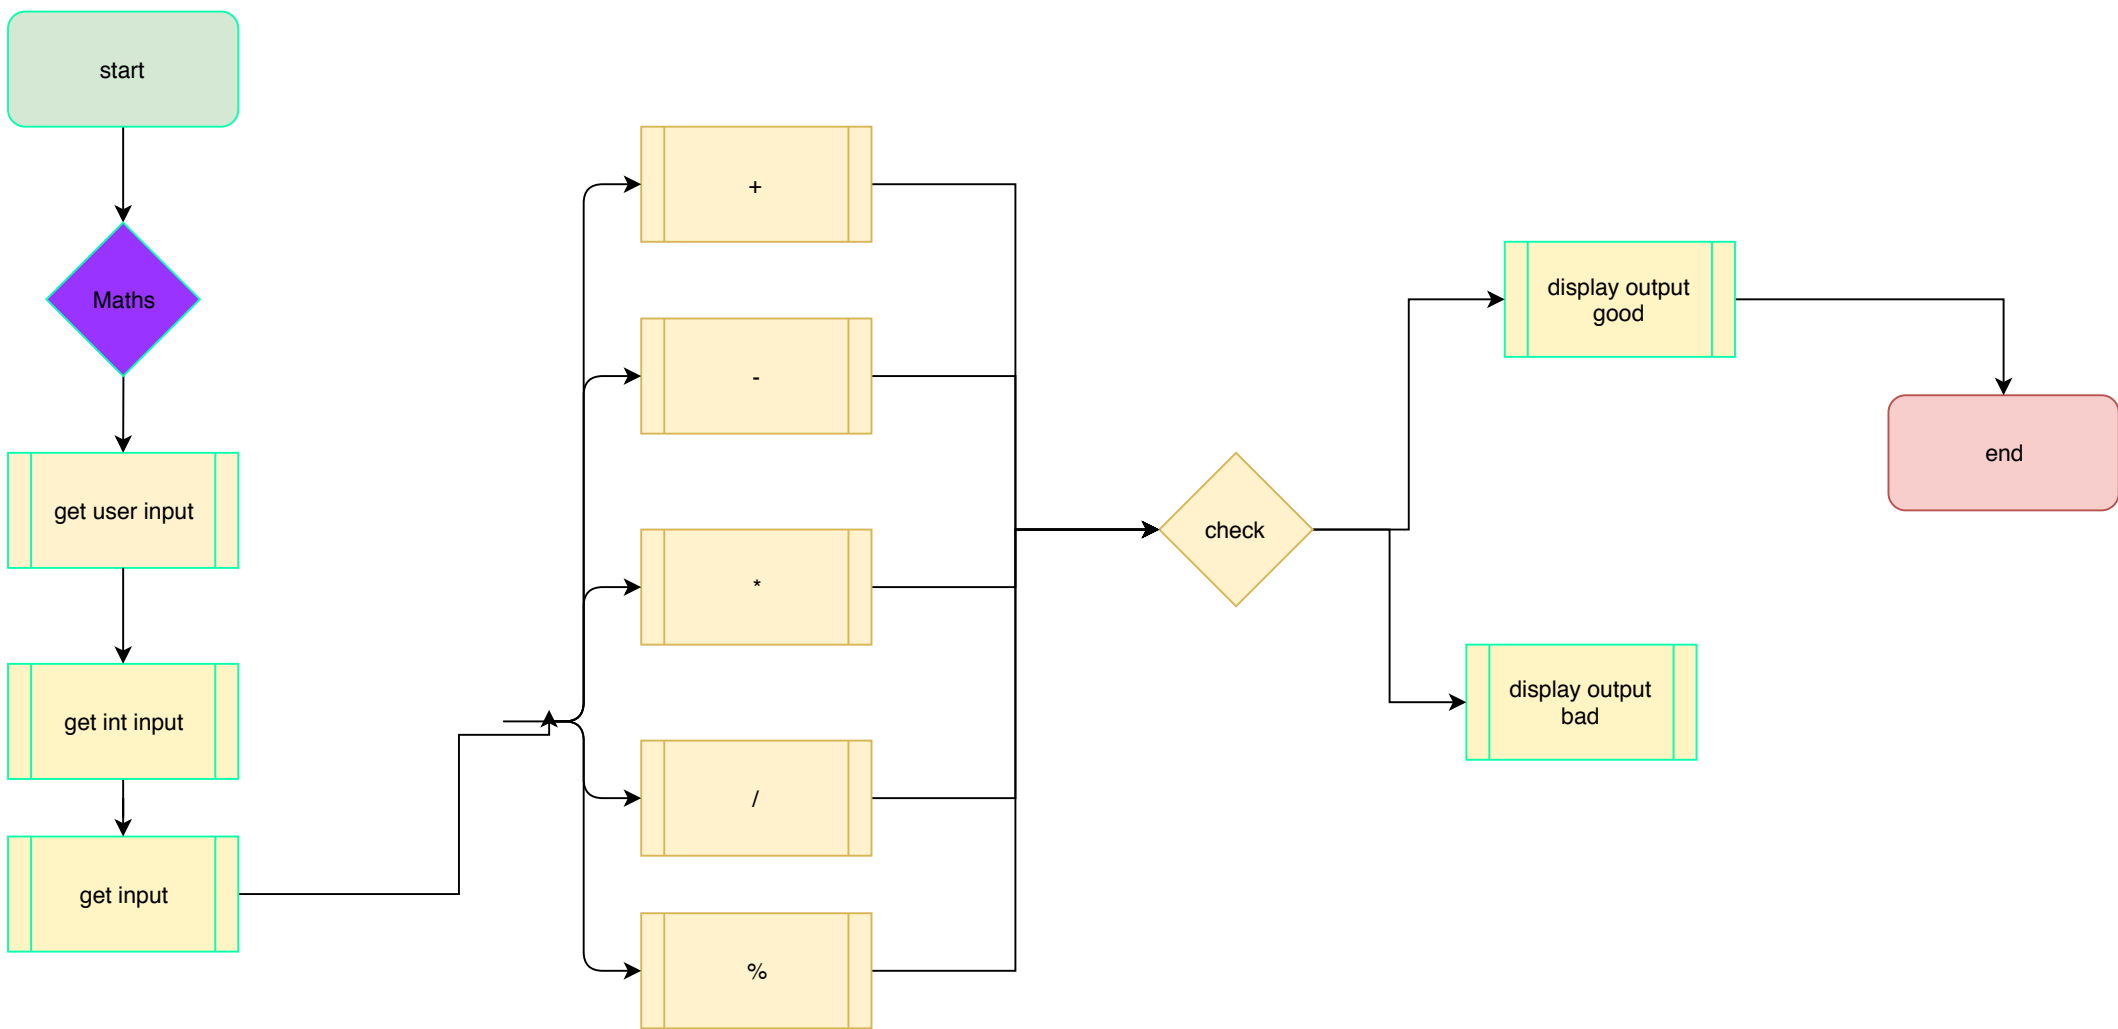 start
Maths
get user input
get int input
get input
+
-
*
/
%
check
display output
good
display output
bad
end